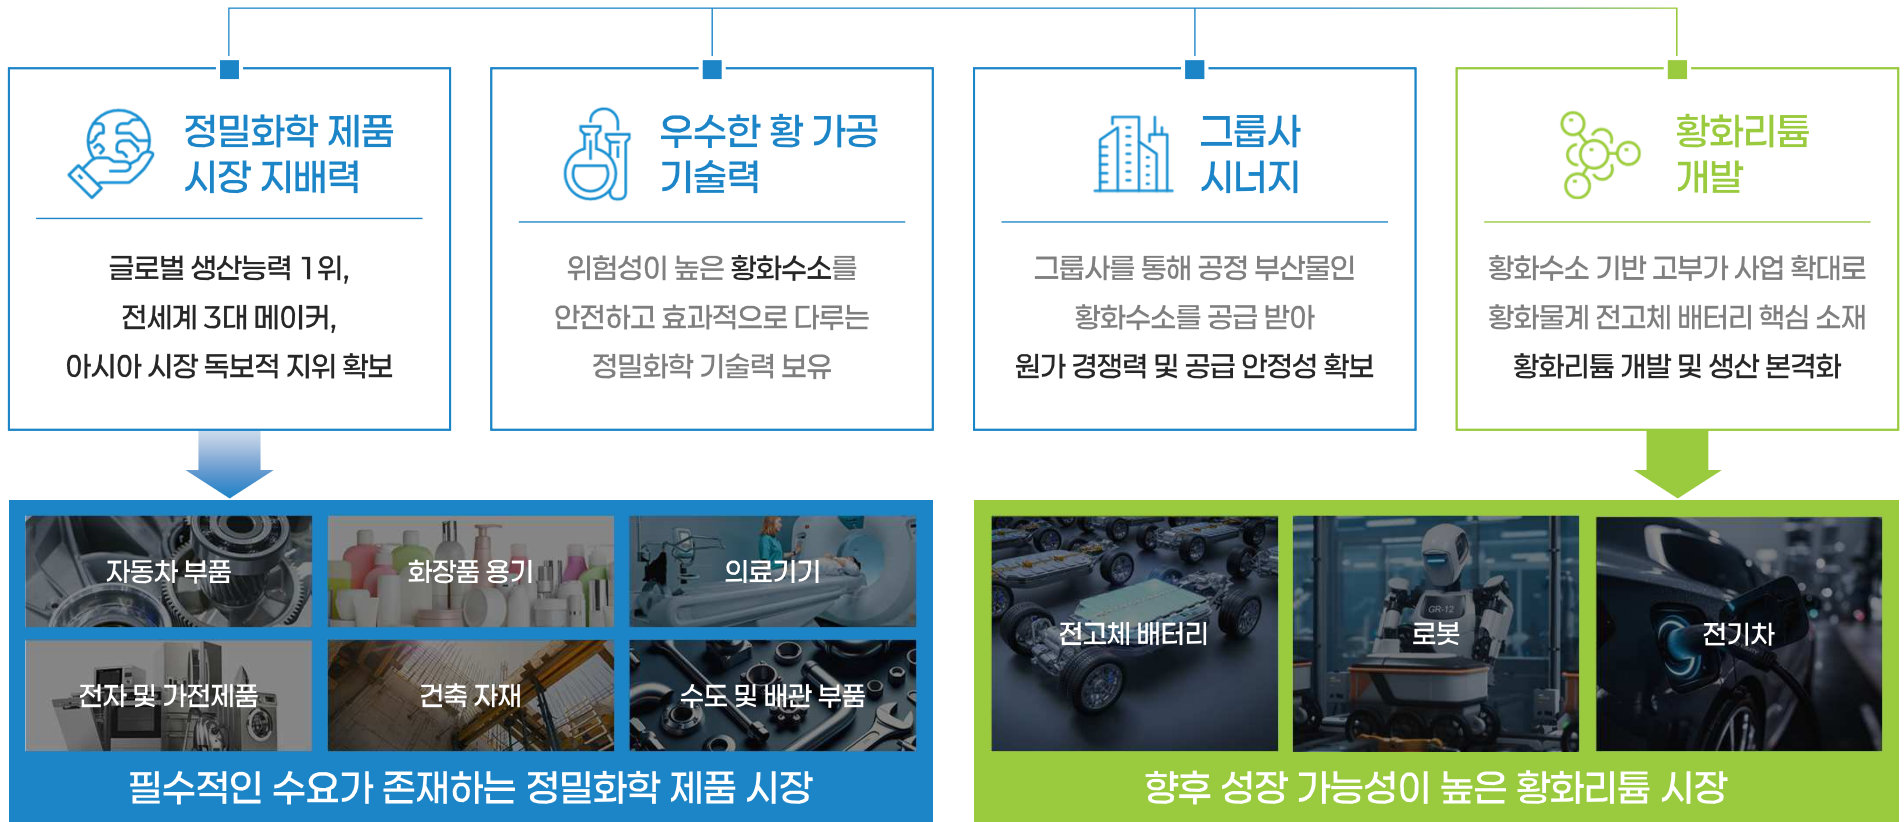 정밀화학 제품
시장 지배력
글로벌 생산능력 1위,
전세계 3대 메이커,
아시아 시장 독보적 지위 확보
우수한 황 가공
기술력
위험성이 높은 황화수소를
안전하고 효과적으로 다루는
정밀화학 기술력 보유
그룹사
시너지
그룹사를 통해 공정 부산물인
황화수소를 공급 받아
원가 경쟁력 및 공급 안정성 확보
황화리튬
개발
황화수소 기반 고부가 사업 확대로
황화물계 전고체 배터리 핵심 소재
황화리튬 개발 및 생산 본격화
자동차 부품
화장품 용기
의료기기
전자 및 가전제품
건축 자재
수도 및 배관 부품
필수적인 수요가 존재하는 정밀화학 제품 시장
전고체 배터리
GR-12
로봇
전기차
향후 성장 가능성이 높은 황화리튬 시장